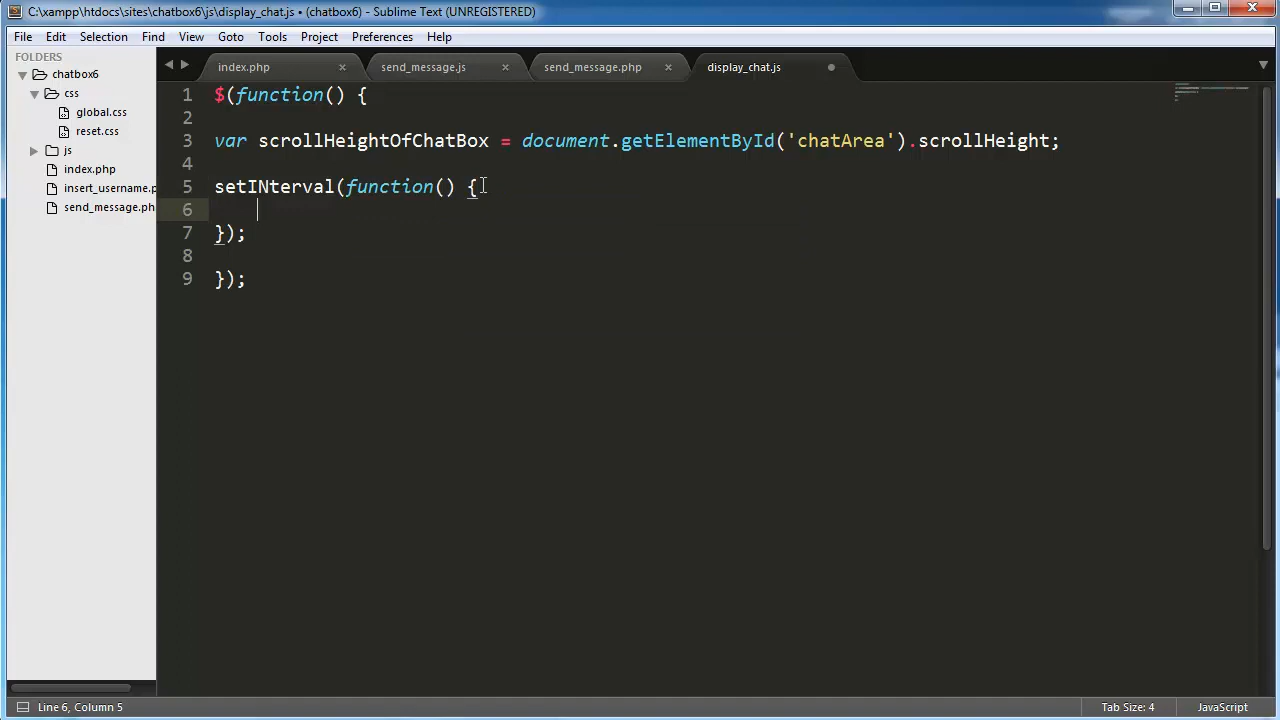 C:\xampp\htdocs\sites\chatbox6\js\display_chat.js • (chatbox6) - Sublime Text (UNREGISTERED)
File Edit Selection Find View Goto Tools Project Preferences Help
FOLDERS
chatbox6
css
global.css
reset.css
js
index.php
insert_username.p
send_message.ph
index.php send_message.js send_message.php display_chat.js
1 $(function() {
2
3 var scrollHeightOfChatBox = document.getElementById('chatArea').scrollHeight;
4
5 setINterval(function() {
6
7 });
8
9 });
Line 6, Column 5 Tab Size: 4 JavaScript